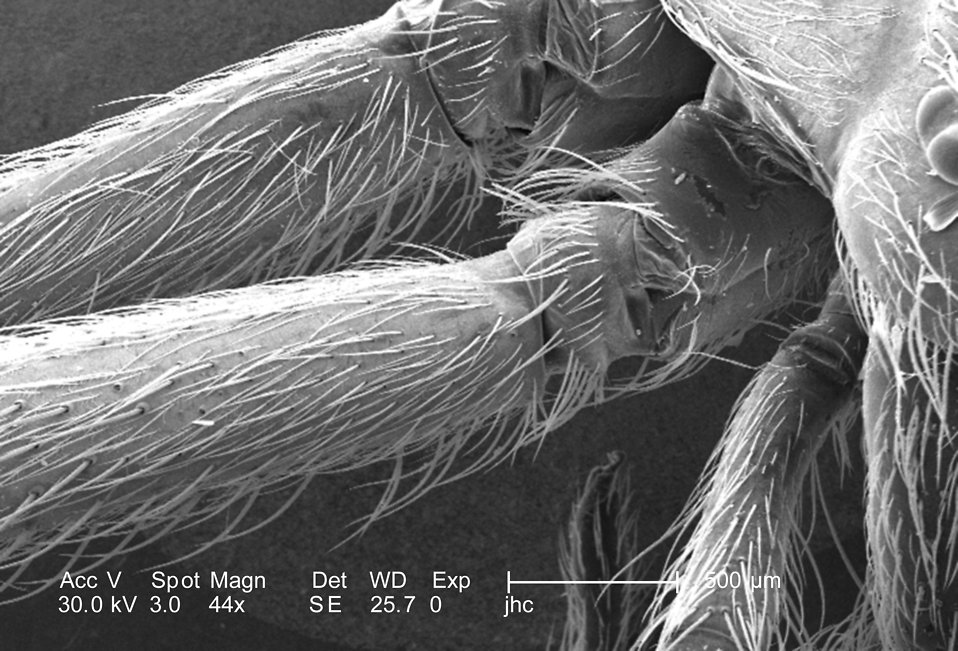 Acc V Spot Magn Det WD Exp 500 µm
30.0 kV 3.0 44x SE 25.7 0 jhc